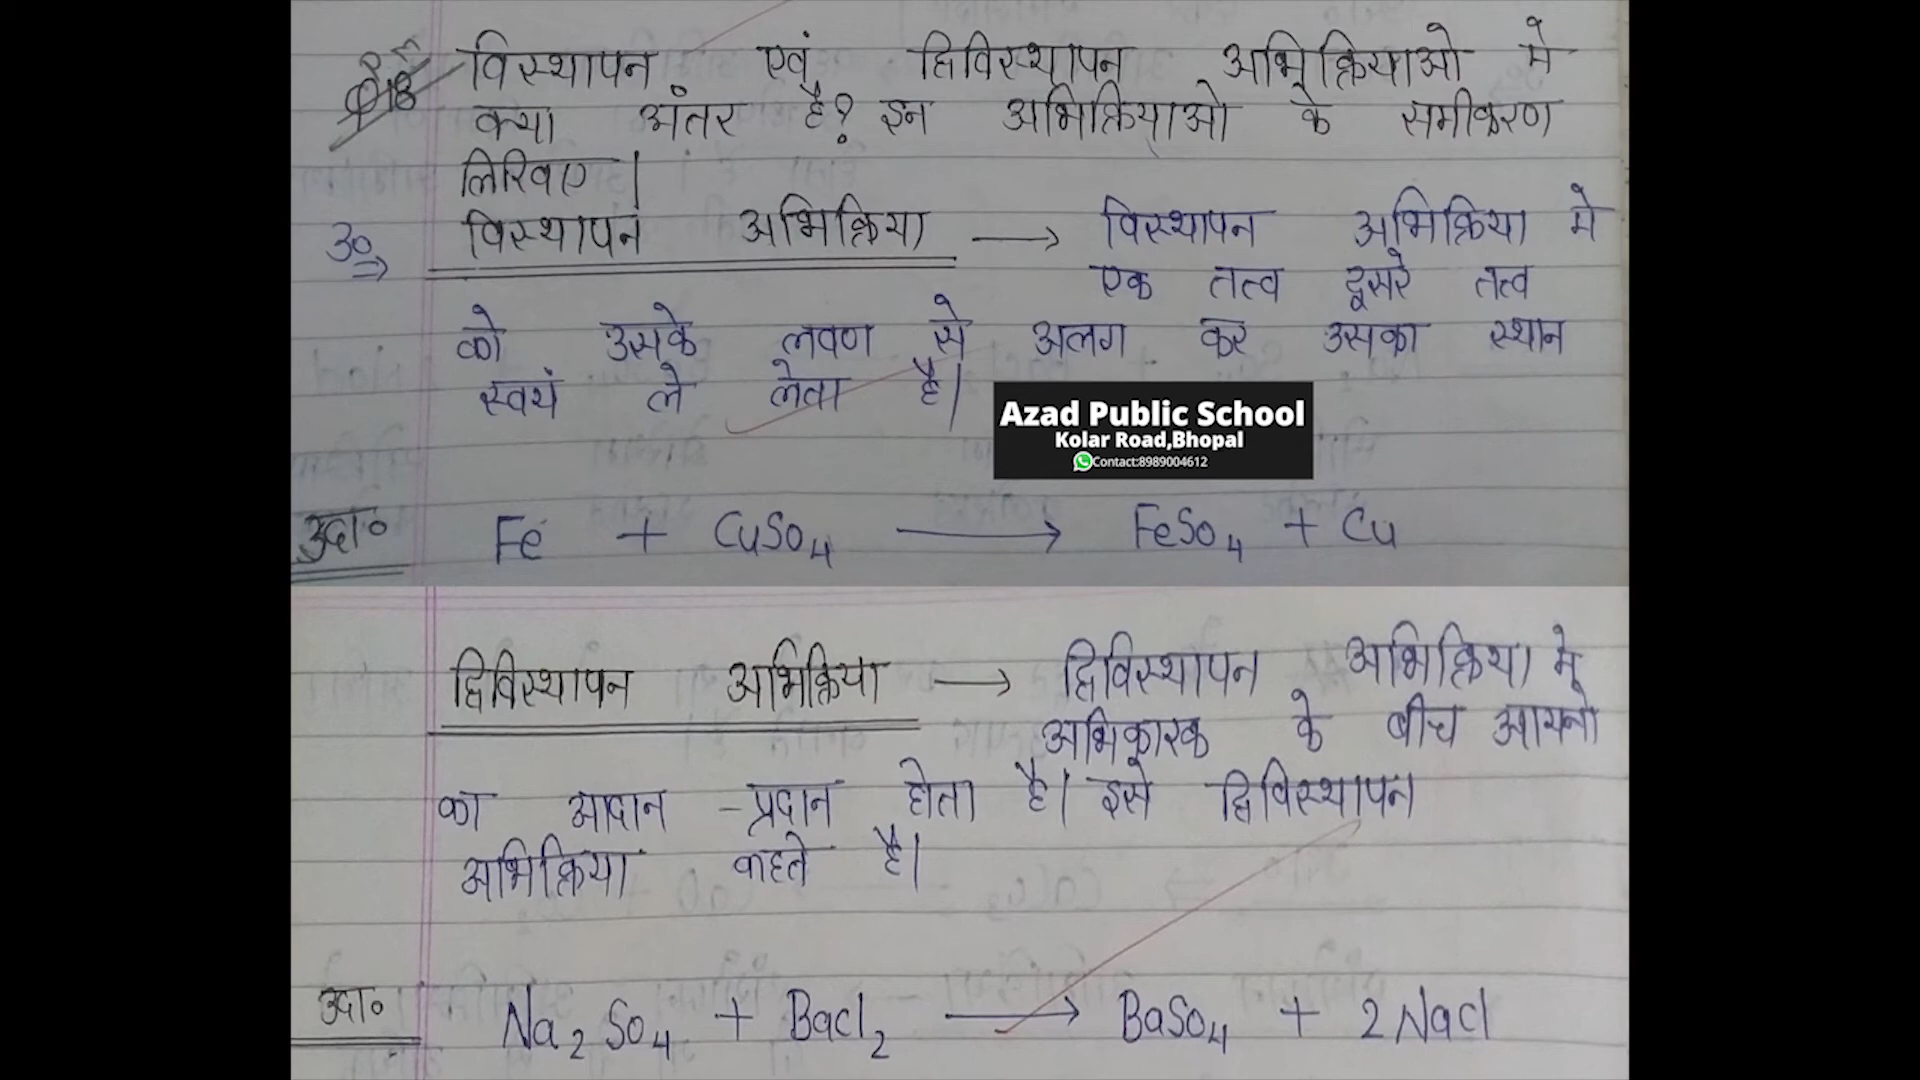 विस्थापन एवं द्विविस्थापन अभिक्रियाओ मे
क्या अंतर है? इन अभिक्रियाओ के समीकरण
लिखिए।
उ० विस्थापन अभिक्रिया → विस्थापन अभिक्रिया मे
एक तत्व दूसरे तत्व
को उसके लवण से अलग कर उसका स्थान
स्वयं ले लेता है।
Azad Public School
Kolar Road,Bhopal
Contact:8989004612
उदा० Fe + CuSo₄ → FeSo₄ + Cu
द्विविस्थापन अभिक्रिया → द्विविस्थापन अभिक्रिया मे
अभिकारक के बीच आयनो
का आदान-प्रदान होता है। इसे द्विविस्थापन
अभिक्रिया कहते है।
उदा० Na₂So₄ + Bacl₂ → BaSo₄ + 2Nacl